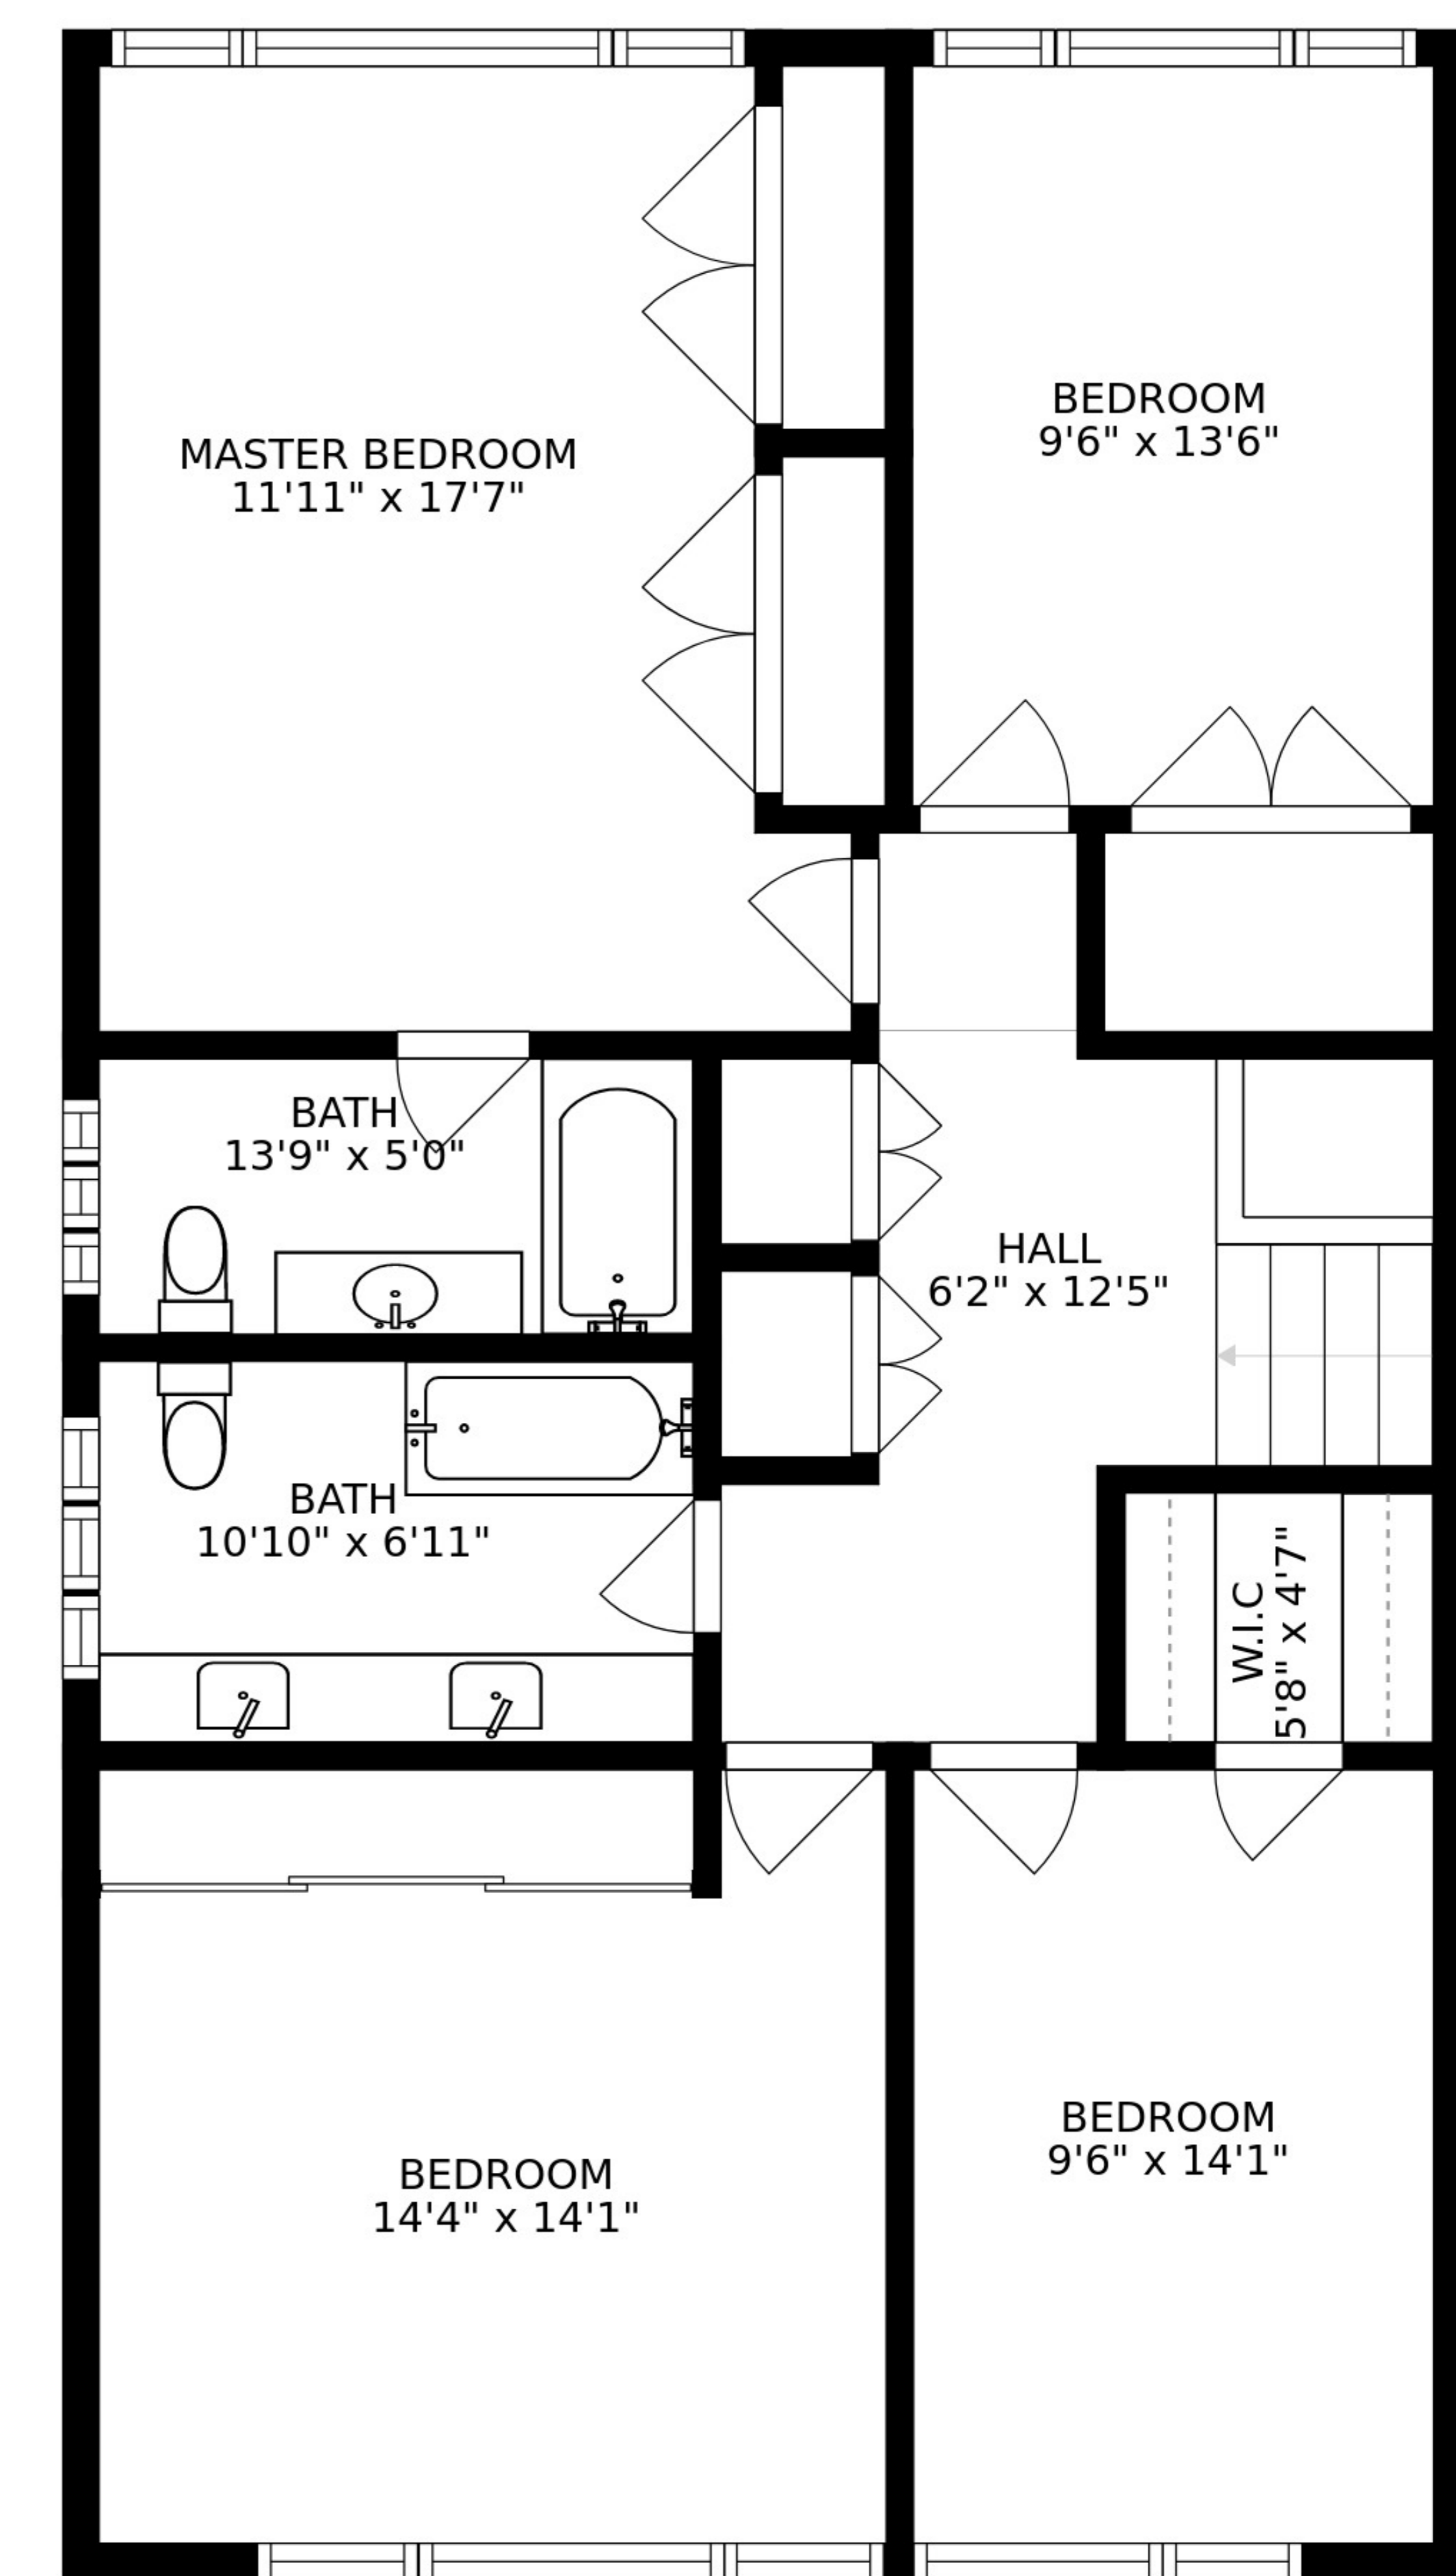 BEDROOM
9'6" x 13'6"
MASTER BEDROOM
11'11" x 17'7"
BATH
13'9" x 5'0"
HALL
6'2" x 12'5"
BATH
10'10" x 6'11"
W.I.C
5'8" x 4'7"
BEDROOM
9'6" x 14'1"
BEDROOM
14'4" x 14'1"